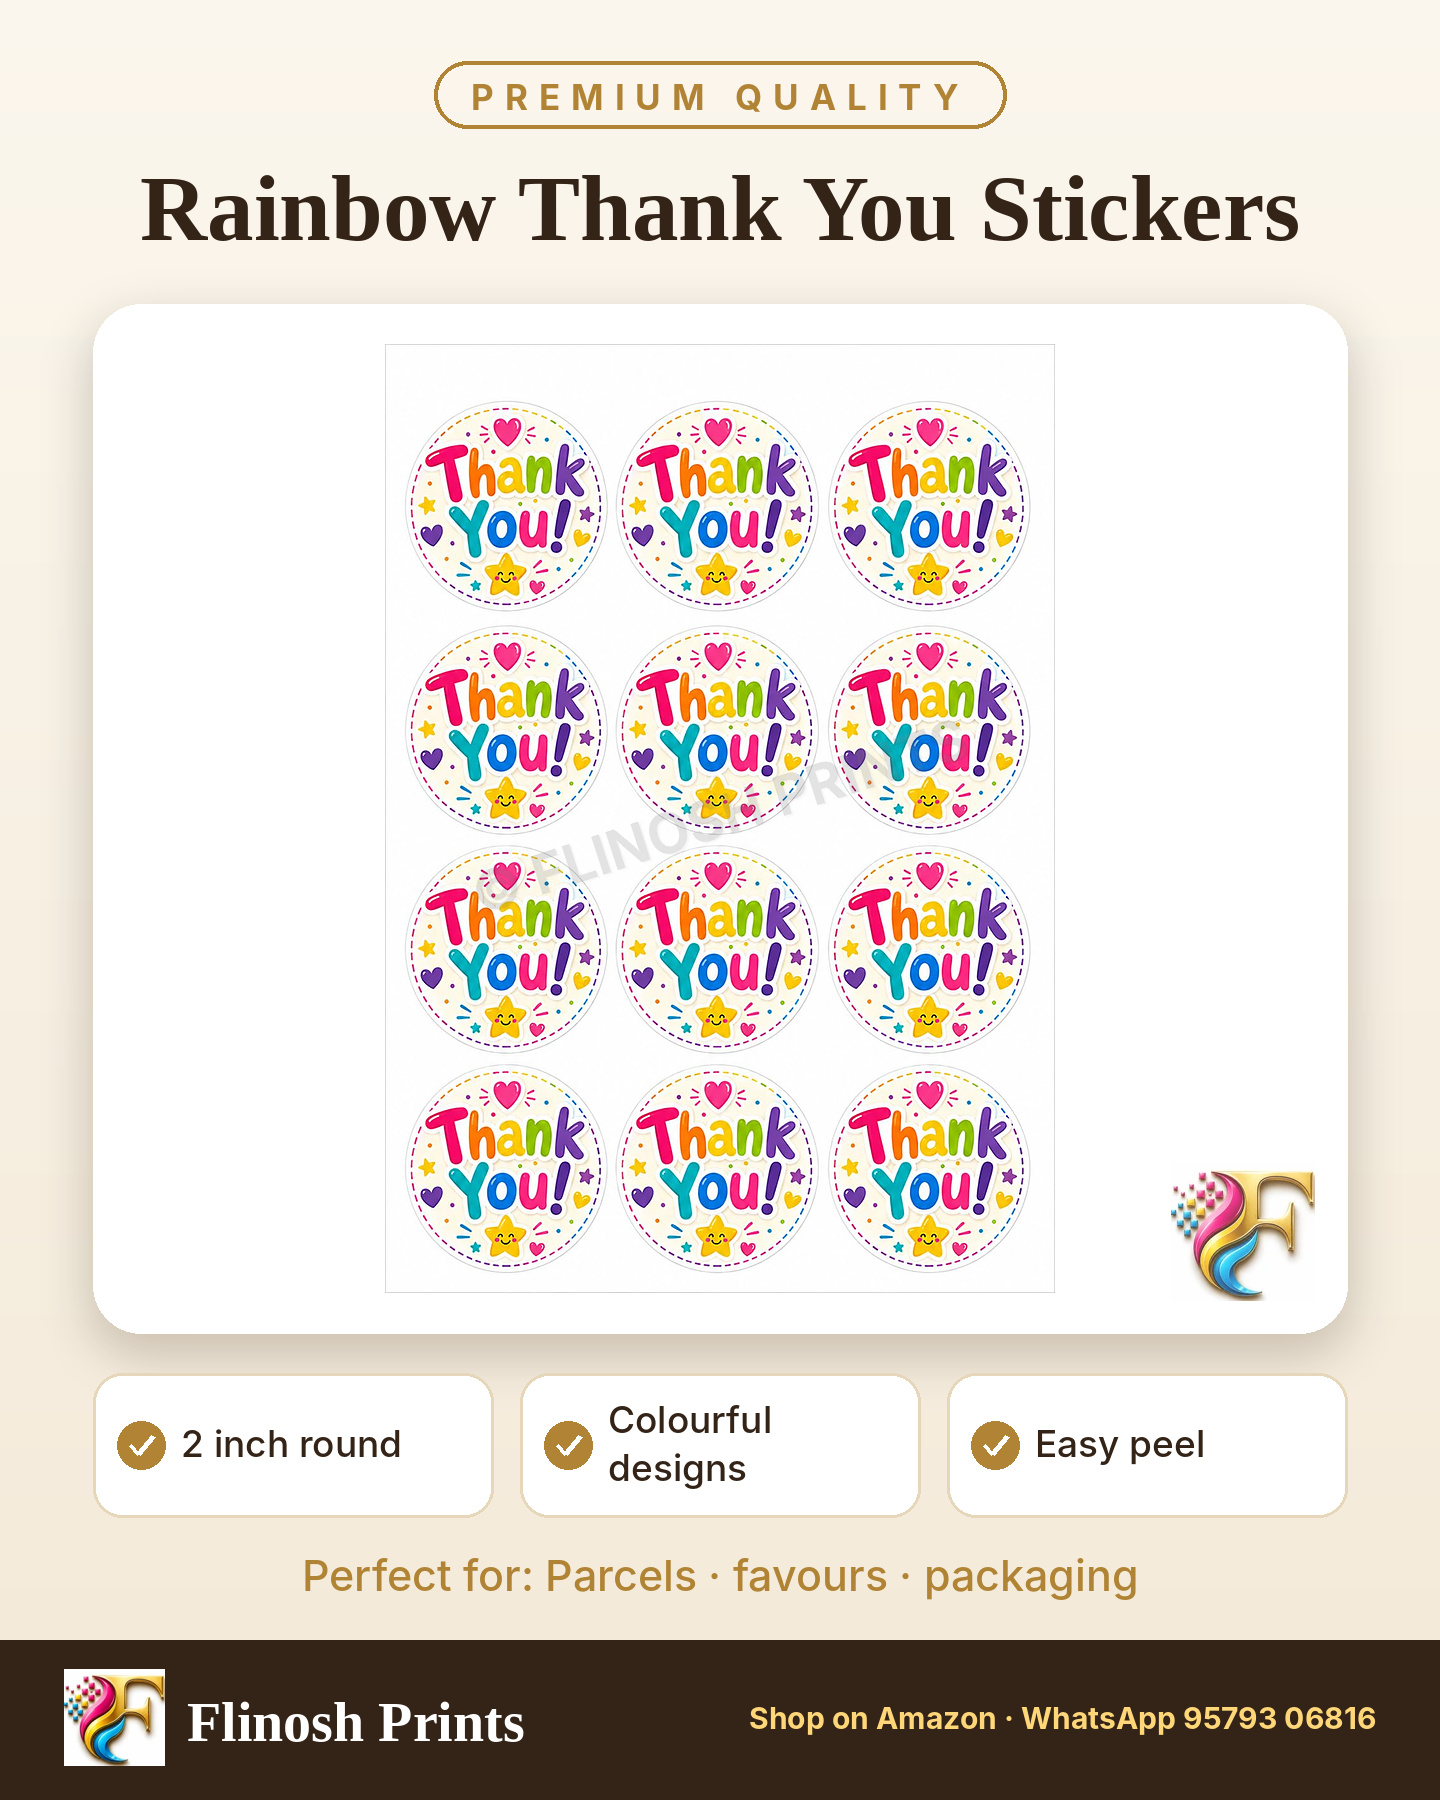 PREMIUM QUALITY
Rainbow Thank You Stickers
Thank Thank Thank
You! You! You!
Thank Thank Thank
You! You! You!
© FLINOSH PRINTS
Thank Thank Thank
You! You! You!
Thank Thank Thank
You! You! You!
F
2 inch round
Colourful
designs
Easy peel
Perfect for: Parcels · favours · packaging
F
Flinosh Prints
Shop on Amazon · WhatsApp 95793 06816